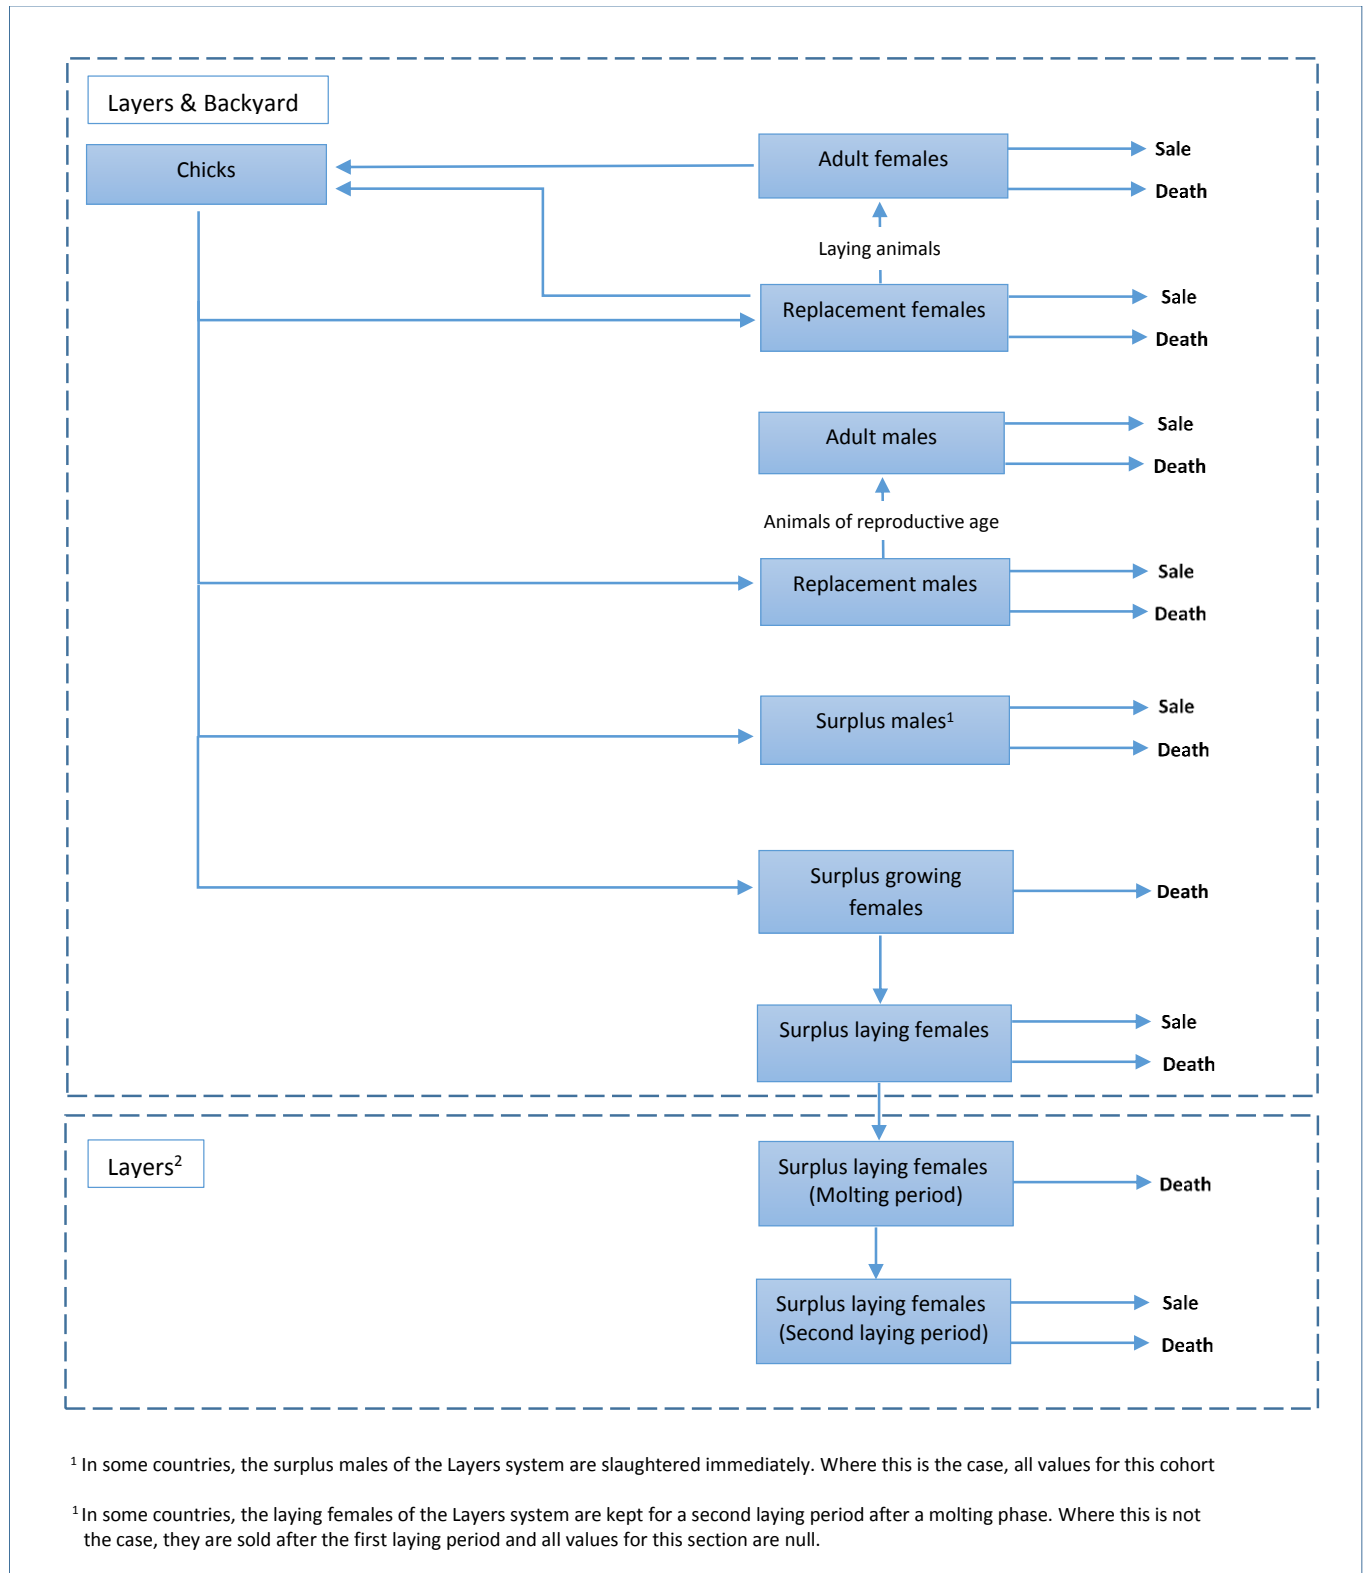 Layers & Backyard
Chicks
Adult females
Sale
Death
Laying animals
Replacement females
Sale
Death
Adult males
Sale
Death
Animals of reproductive age
Replacement males
Sale
Death
Surplus males¹
Sale
Death
Surplus growing
females
Death
Surplus laying females
Sale
Death
Layers²
Surplus laying females
(Molting period)
Death
Surplus laying females
(Second laying period)
Sale
Death
¹ In some countries, the surplus males of the Layers system are slaughtered immediately. Where this is the case, all values for this cohort
¹ In some countries, the laying females of the Layers system are kept for a second laying period after a molting phase. Where this is not
the case, they are sold after the first laying period and all values for this section are null.